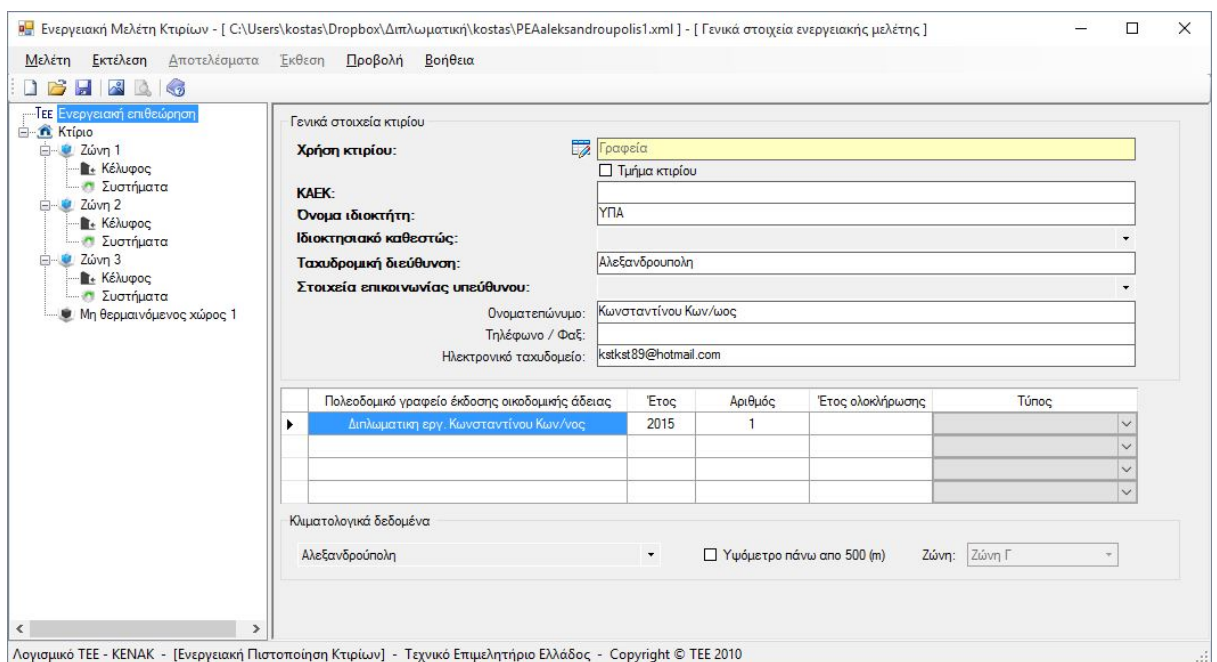 Ενεργειακή Μελέτη Κτιρίων - [ C:\Users\kostas\Dropbox\Διπλωματική\kostas\PEAaleksandroupolis1.xml ] - [ Γενικά στοιχεία ενεργειακής μελέτης ]
Μελέτη Εκτέλεση Αποτελέσματα Έκθεση Προβολή Βοήθεια
ΤΕΕ Ενεργειακή επιθεώρηση
Κτίριο
Ζώνη 1
Κέλυφος
Συστήματα
Ζώνη 2
Κέλυφος
Συστήματα
Ζώνη 3
Κέλυφος
Συστήματα
Μη θερμαινόμενος χώρος 1
Γενικά στοιχεία κτιρίου
Χρήση κτιρίου: Γραφεία
Τμήμα κτιρίου
ΚΑΕΚ:
Όνομα ιδιοκτήτη: ΥΠΑ
Ιδιοκτησιακό καθεστώς:
Ταχυδρομική διεύθυνση: Αλεξανδρουπολη
Στοιχεία επικοινωνίας υπεύθυνου:
Ονοματεπώνυμο: Κωνσταντίνου Κων/ωος
Τηλέφωνο / Φαξ:
Ηλεκτρονικό ταχυδομείο: kstkst89@hotmail.com
Πολεοδομικό γραφείο έκδοσης οικοδομικής άδειας Έτος Αριθμός Έτος ολοκλήρωσης Τύπος
Διπλωματικη εργ. Κωνσταντίνου Κων/νος 2015 1
Κλιματολογικά δεδομένα
Αλεξανδρούπολη Υψόμετρο πάνω απο 500 (m) Ζώνη: Ζώνη Γ
Λογισμικό ΤΕΕ - ΚΕΝΑΚ - [Ενεργειακή Πιστοποίηση Κτιρίων] - Τεχνικό Επιμελητήριο Ελλάδος - Copyright © ΤΕΕ 2010